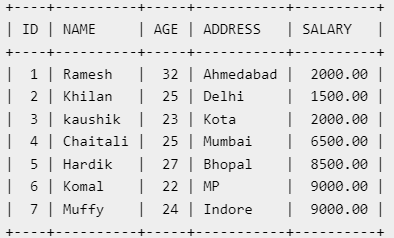 +----+----------+-----+-----------+----------+
| ID | NAME     | AGE | ADDRESS   | SALARY   |
+----+----------+-----+-----------+----------+
|  1 | Ramesh   |  32 | Ahmedabad |  2000.00 |
|  2 | Khilan   |  25 | Delhi     |  1500.00 |
|  3 | kaushik  |  23 | Kota      |  2000.00 |
|  4 | Chaitali |  25 | Mumbai    |  6500.00 |
|  5 | Hardik   |  27 | Bhopal    |  8500.00 |
|  6 | Komal    |  22 | MP        |  9000.00 |
|  7 | Muffy    |  24 | Indore    |  9000.00 |
+----+----------+-----+-----------+----------+